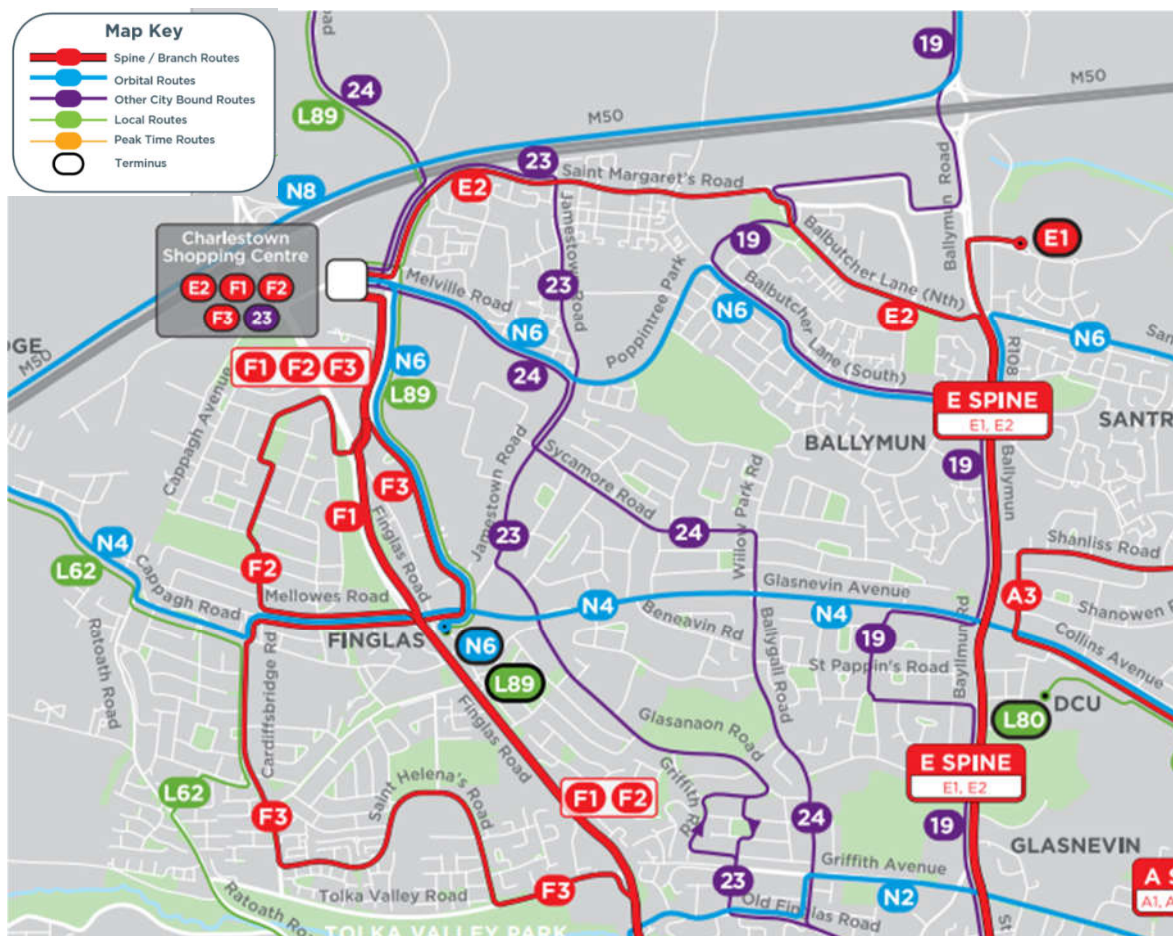 Map Key
Spine / Branch Routes
Orbital Routes
Other City Bound Routes
Local Routes
Peak Time Routes
Terminus
oad
19
24
L89
M50
M50
N8
23
Saint Margaret's Road
E2
Ballymun Road
Charlestown
Shopping Centre
E2 F1 F2
F3 23
Jamestown Road
19
Balbutcher Lane (Nth)
E1
Melville Road
23
Poppintree Park
N6
Balbutcher Lane (South)
E2
R108
N6
San
DGE
M50
N6
24
F1 F2 F3
N6
L89
Cappagh Avenue
E SPINE
E1, E2
SANTR
BALLYMUN
Jamestown Road
Sycamore Road
Willow Park Rd
19
Ballymun
F3
F1
Finglas Road
23
24
N4
L62
F2
Cappagh Road
Mellowes Road
Glasnevin Avenue
Shanliss Road
A3
Shanowen
Collins Avenue
N4
Beneavin Rd
N4
Ratoath Road
Cardiffsbridge Rd
FINGLAS
N6
L89
Ballygall Road
19
St Pappin's Road
Bayllmun Rd
DCU
L80
Finglas Road
Glasanaon Road
E SPINE
E1, E2
L62
Saint Helena's Road
F1 F2
Griffith Rd
F3
24
19
GLASNEVIN
Griffith Avenue
Tolka Valley Road
F3
23
N2
A S
A1, A
Ratoath Road
Old Finglas Road
St
TOLKA VALLEY PARK